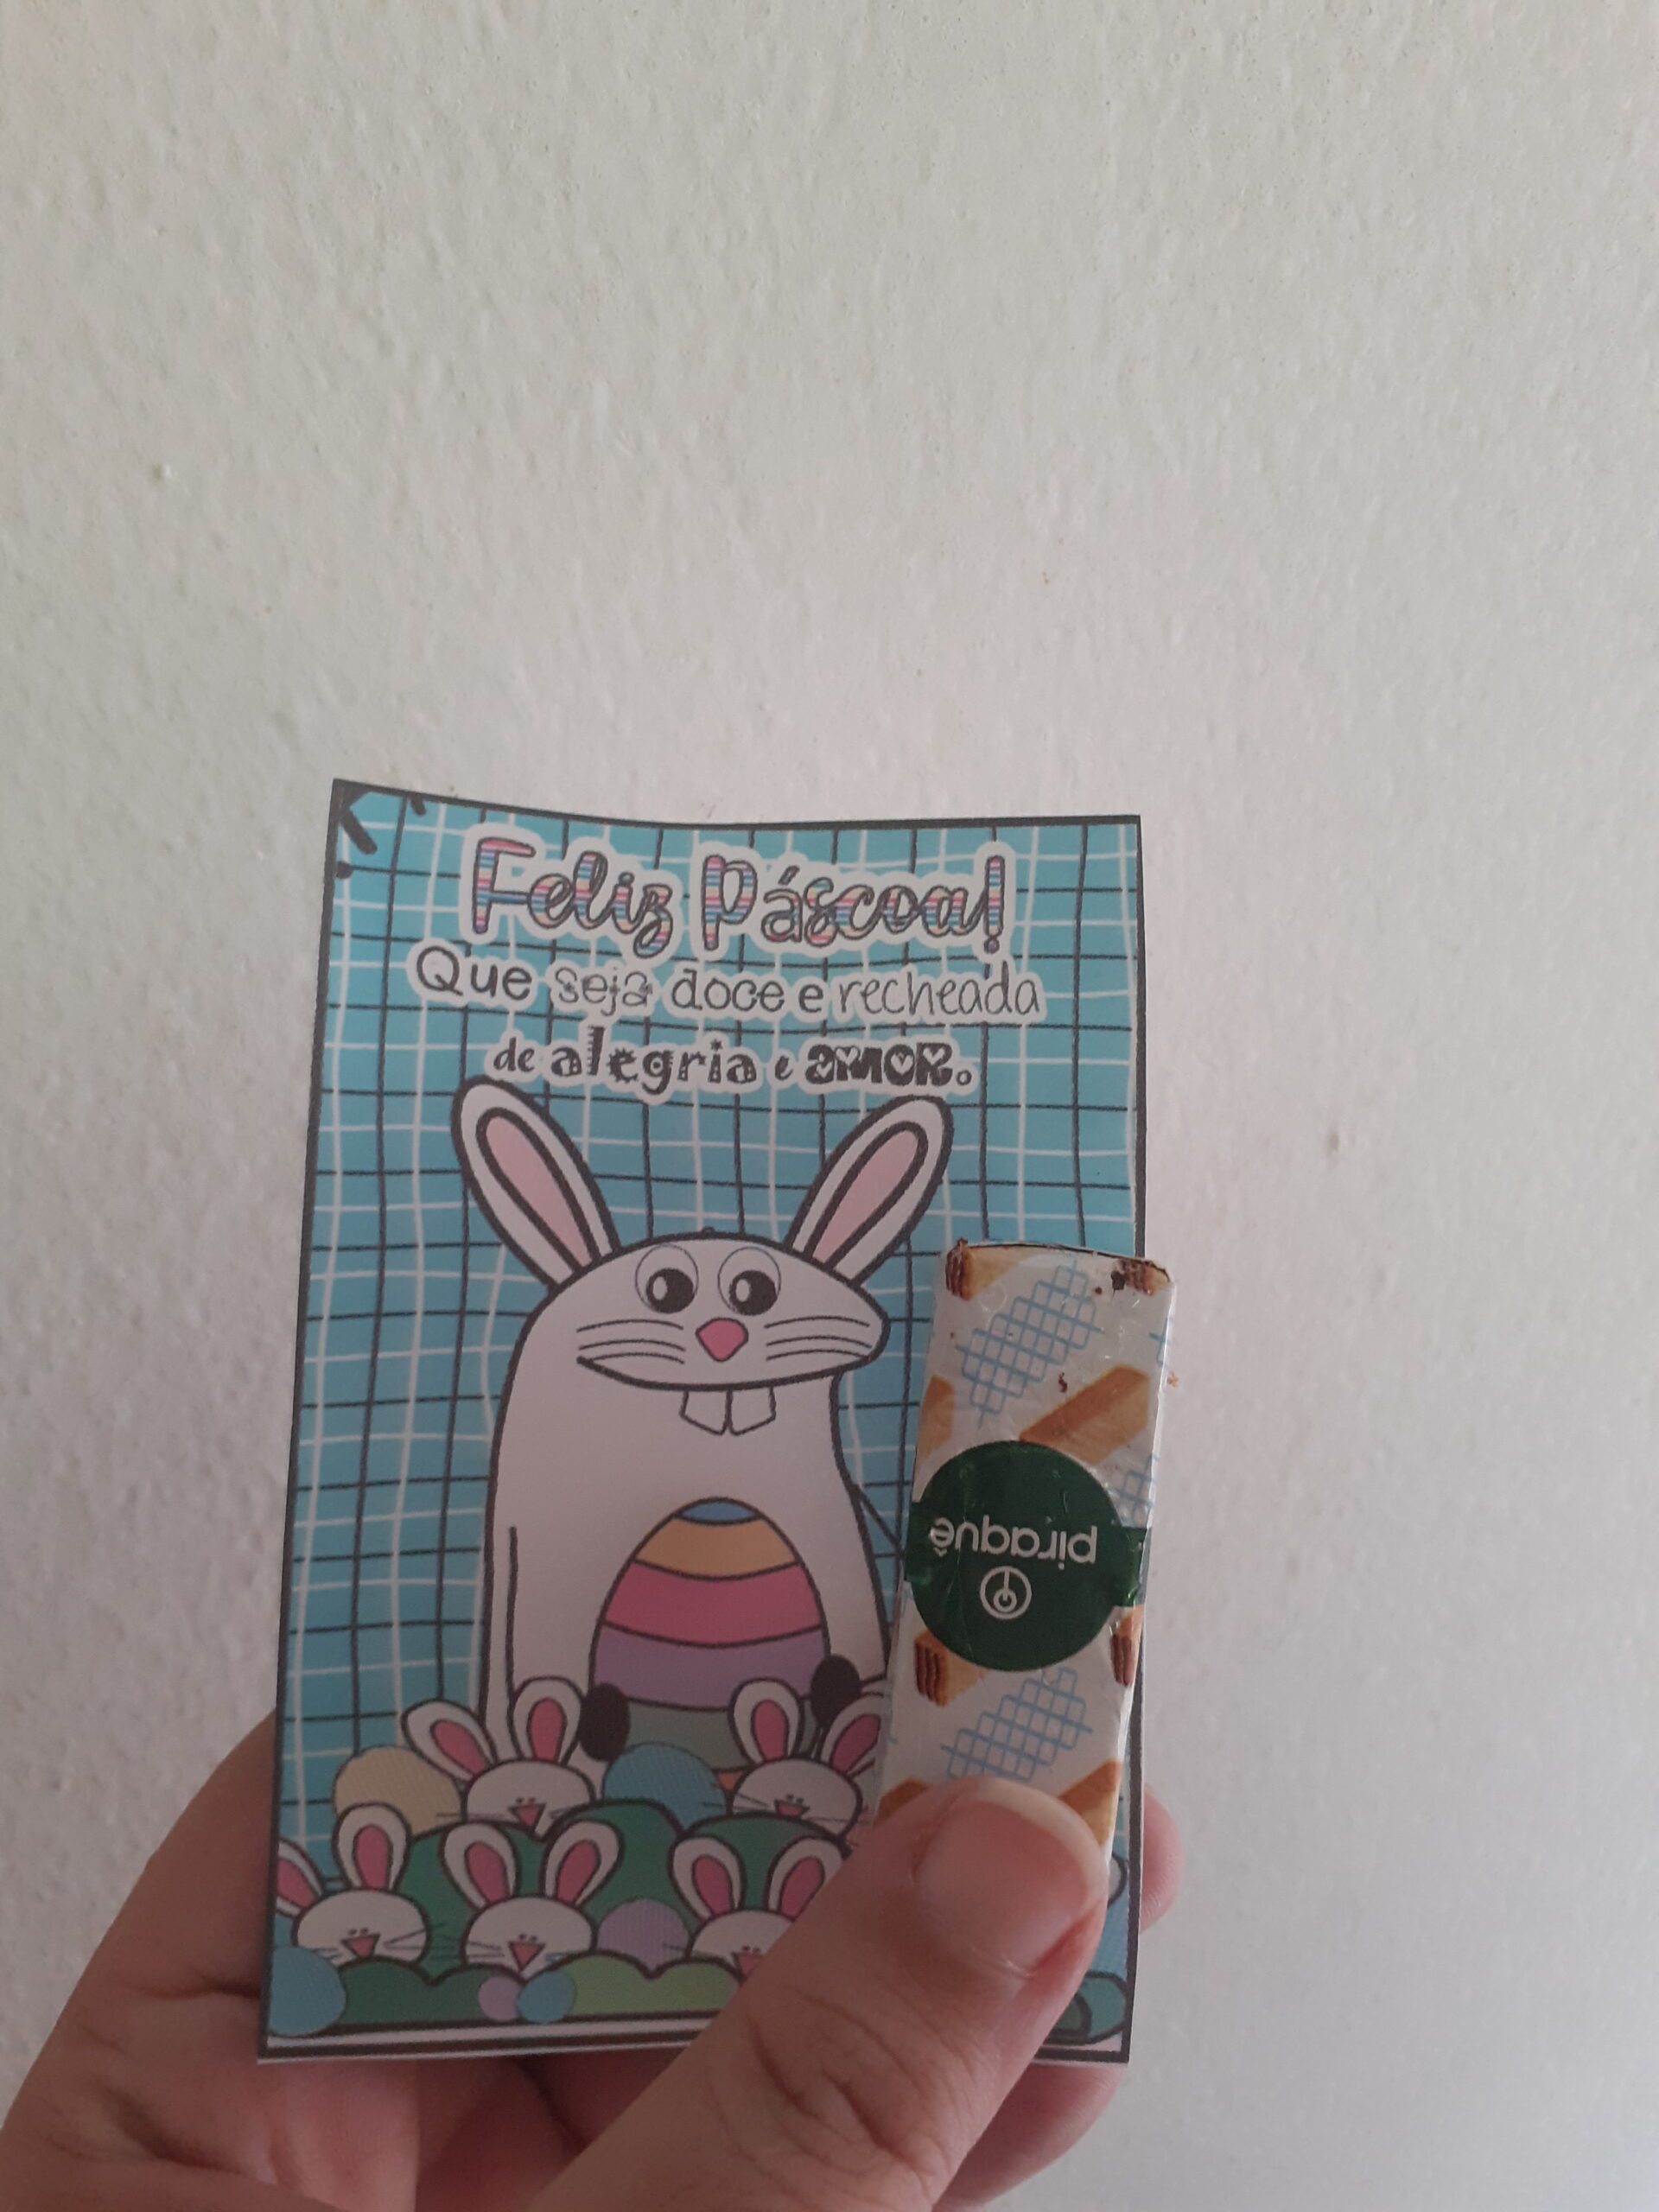 Feliz Páscoa!
Que seja doce e recheada
de alegria e AMOR.
piraquê